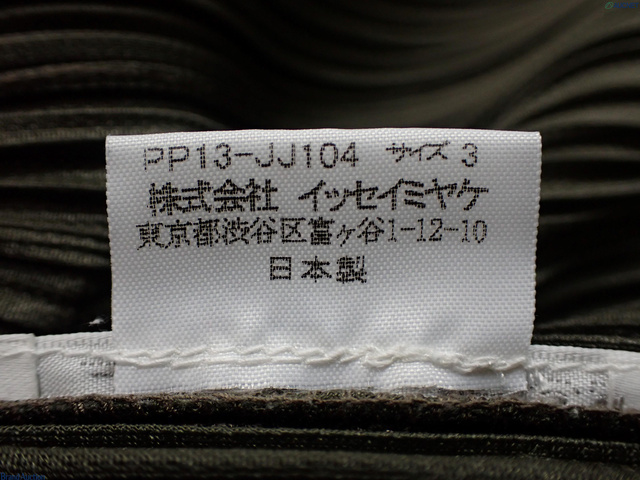 PP13-JJ104 サイズ 3
株式会社 イッセイミヤケ
東京都渋谷区富ヶ谷1-12-10
日本製